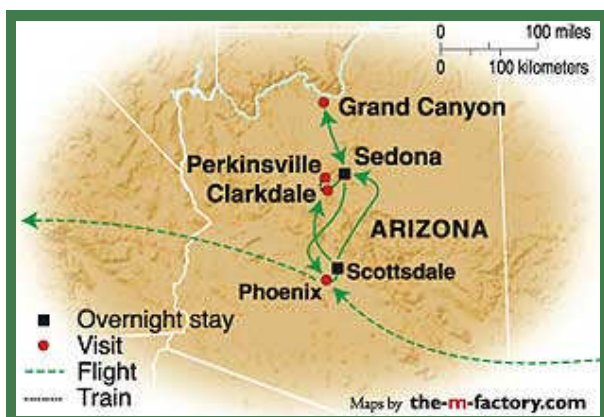 0 100 miles
0 100 kilometers
Grand Canyon
Perkinsville
Sedona
Clarkdale
ARIZONA
Scottsdale
Phoenix
Overnight stay
Visit
Flight
Train
Maps by the-m-factory.com